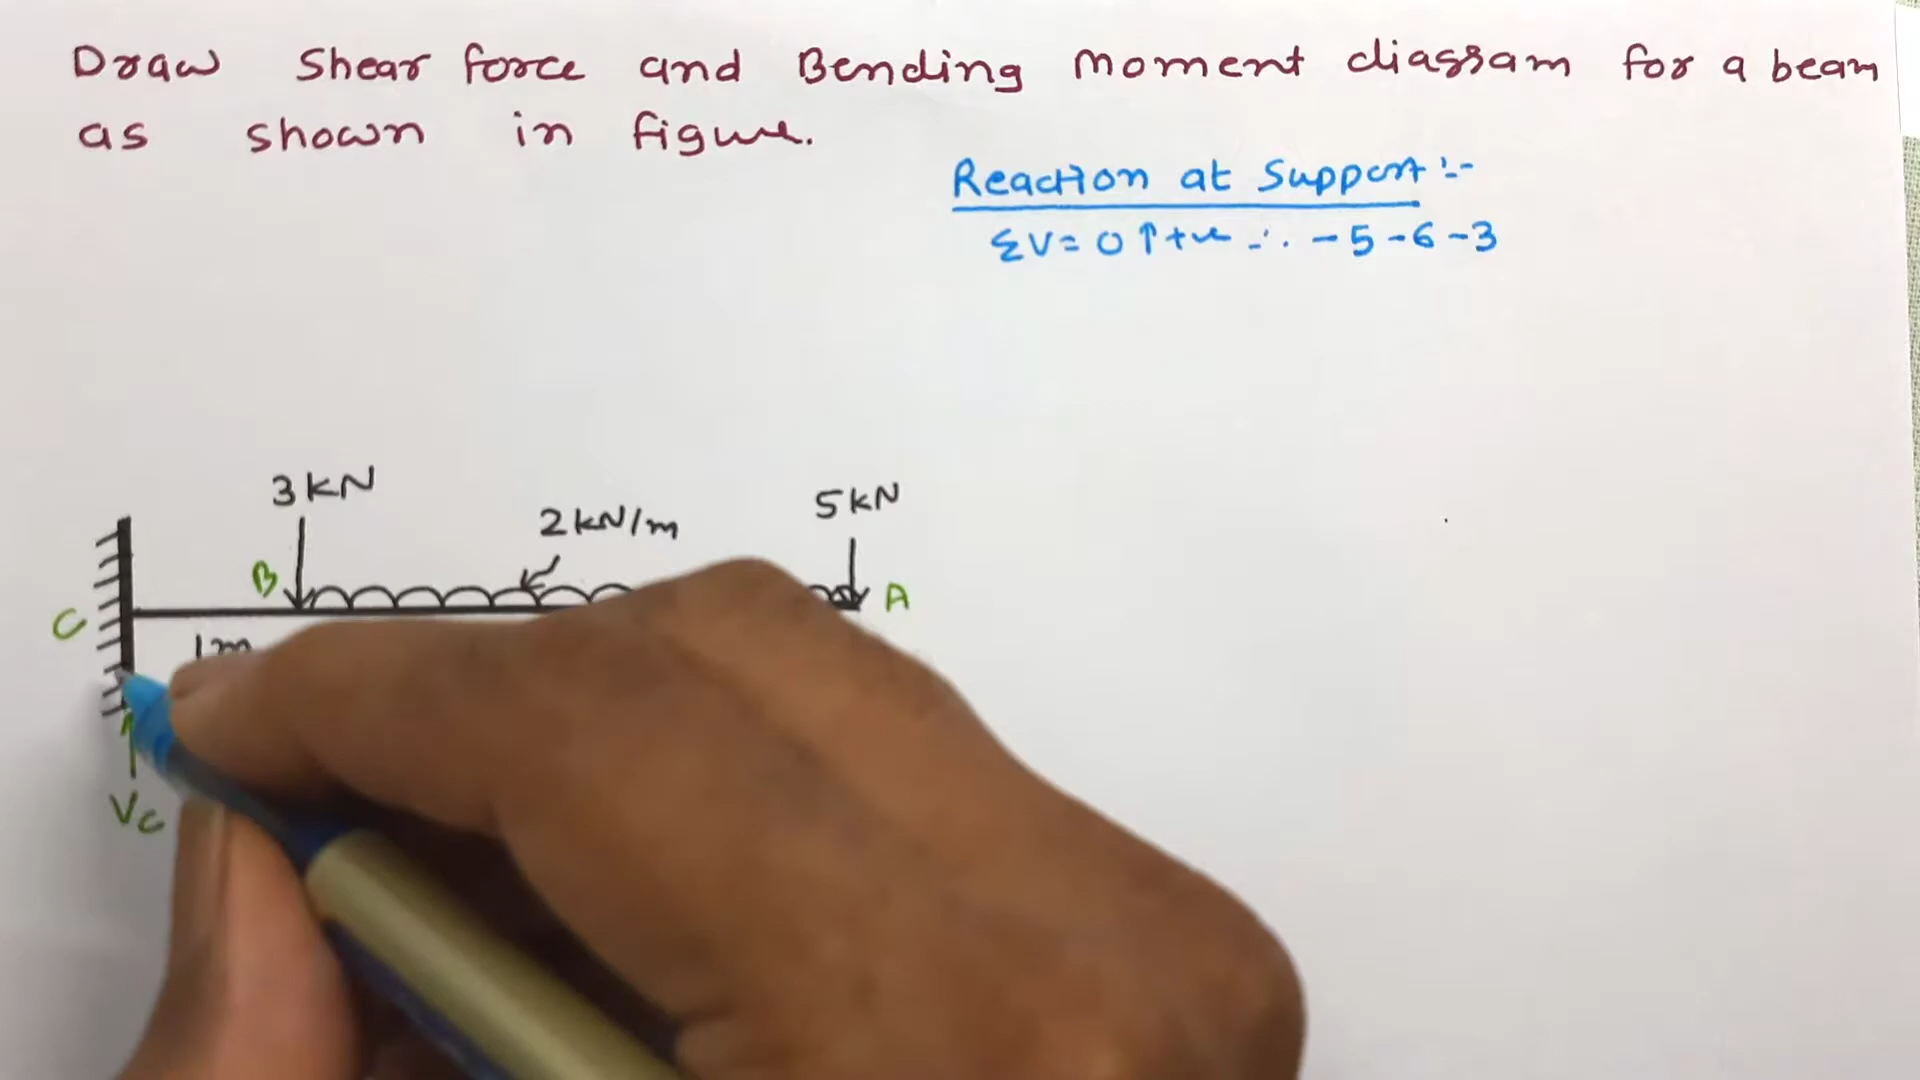 Draw Shear force and Bending moment diagram for a beam
as shown in figure.
Reaction at Support :-
ΣV= 0 ↑+ve ∴ -5-6-3
3kN
5kN
2kN/m
B
A
C
1m
Vc